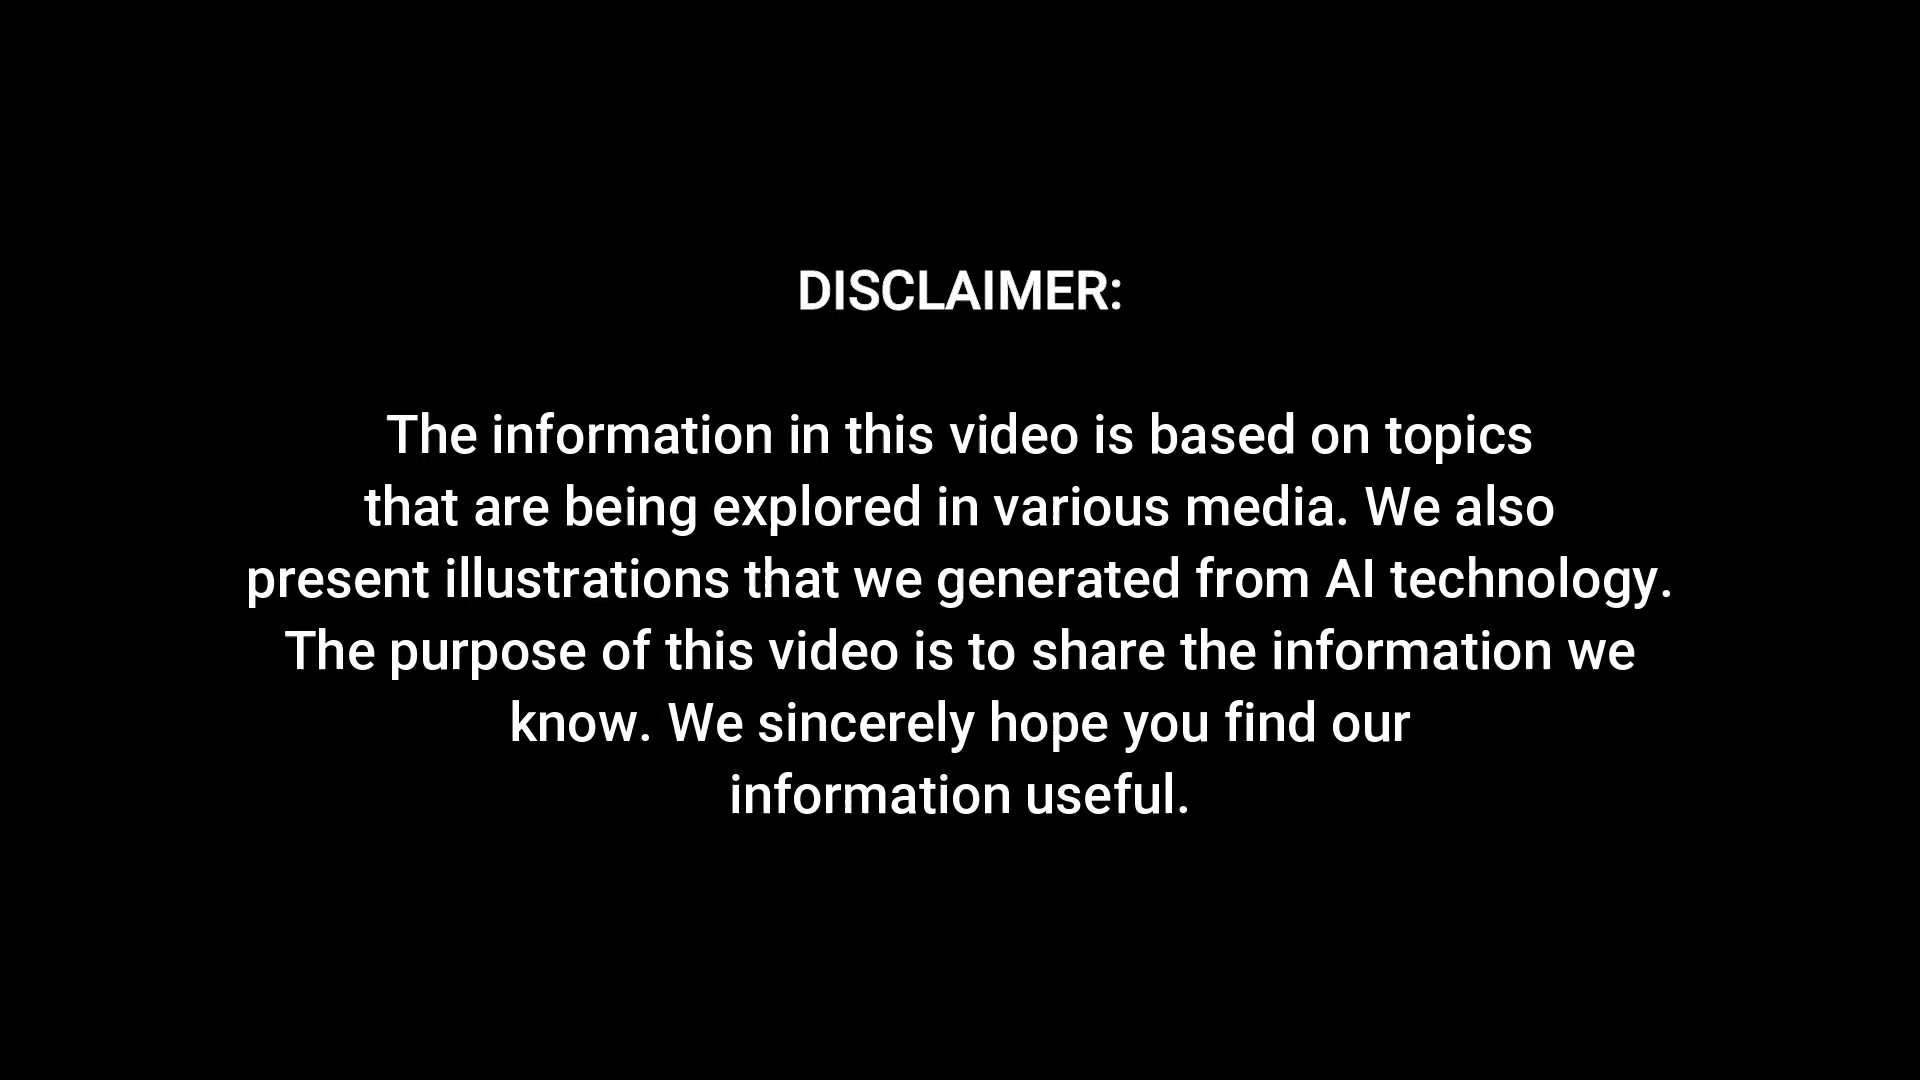 DISCLAIMER:
The information in this video is based on topics
that are being explored in various media. We also
present illustrations that we generated from AI technology.
The purpose of this video is to share the information we
know. We sincerely hope you find our
information useful.